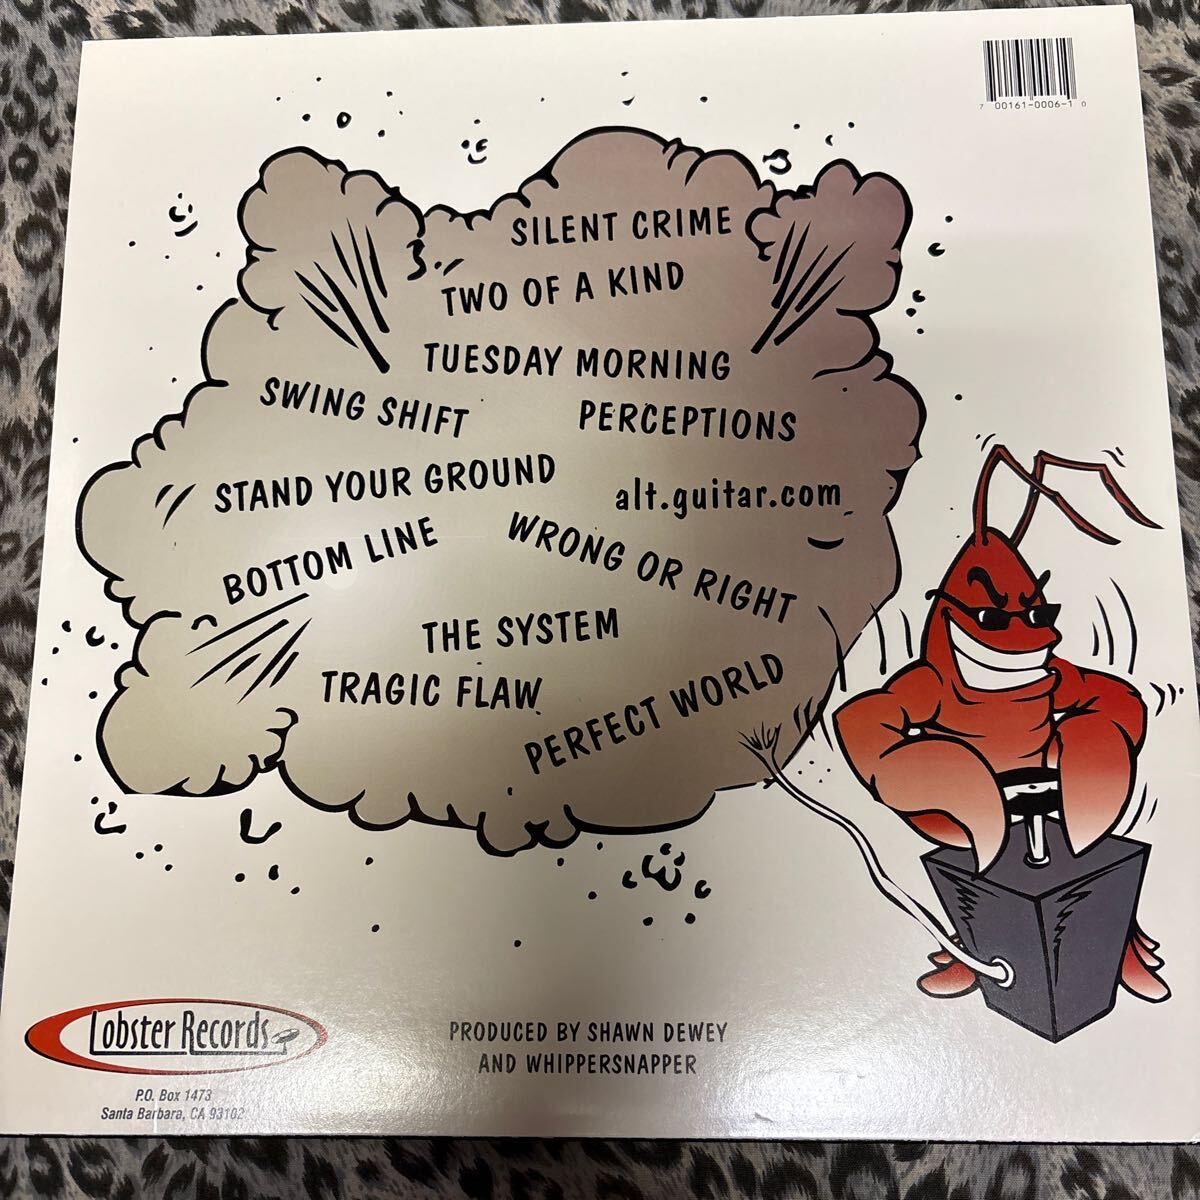 7 00161-0006-1 0
SILENT CRIME
TWO OF A KIND
TUESDAY MORNING
SWING SHIFT
PERCEPTIONS
STAND YOUR GROUND
alt.guitar.com
BOTTOM LINE
WRONG OR RIGHT
THE SYSTEM
TRAGIC FLAW
PERFECT WORLD
Lobster Records
P.O. Box 1473
Santa Barbara, CA 93102
PRODUCED BY SHAWN DEWEY
AND WHIPPERSNAPPER